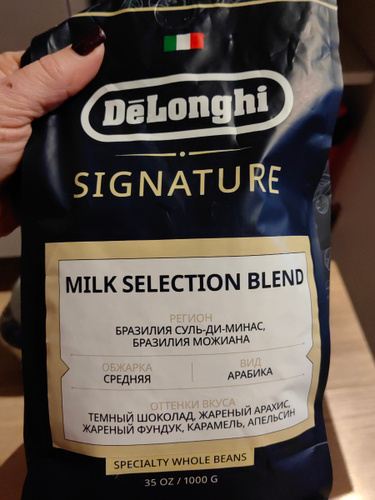 DeLonghi
SIGNATURE
MILK SELECTION BLEND
РЕГИОН
БРАЗИЛИЯ СУЛЬ-ДИ-МИНАС,
БРАЗИЛИЯ МОЖИАНА
ОБЖАРКА
СРЕДНЯЯ
ВИД
АРАБИКА
ОТТЕНКИ ВКУСА
ТЕМНЫЙ ШОКОЛАД, ЖАРЕНЫЙ АРАХИС,
ЖАРЕНЫЙ ФУНДУК, КАРАМЕЛЬ, АПЕЛЬСИН
SPECIALTY WHOLE BEANS
35 OZ / 1000 G